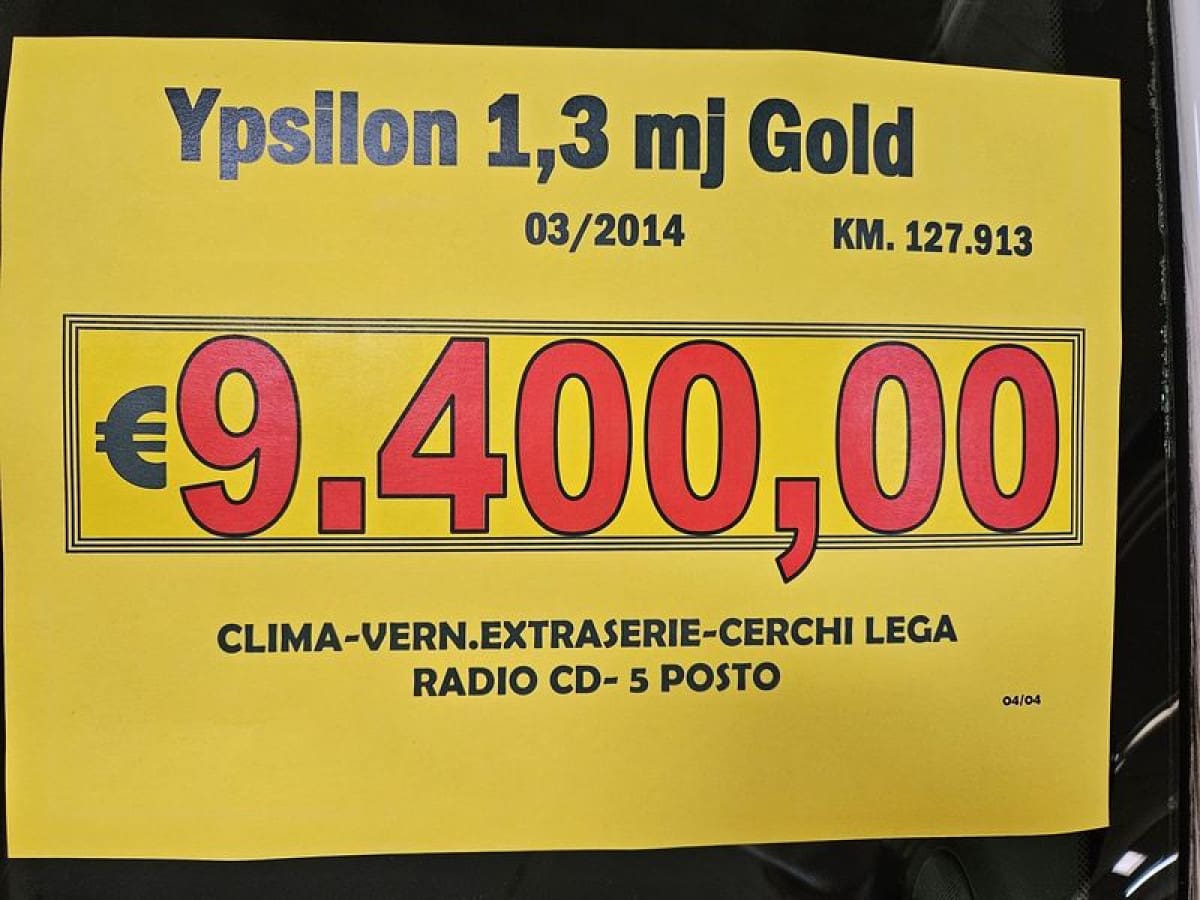 Ypsilon 1,3 mj Gold
03/2014 KM. 127.913
€9.400,00
CLIMA-VERN.EXTRASERIE-CERCHI LEGA
RADIO CD- 5 POSTO
04/04